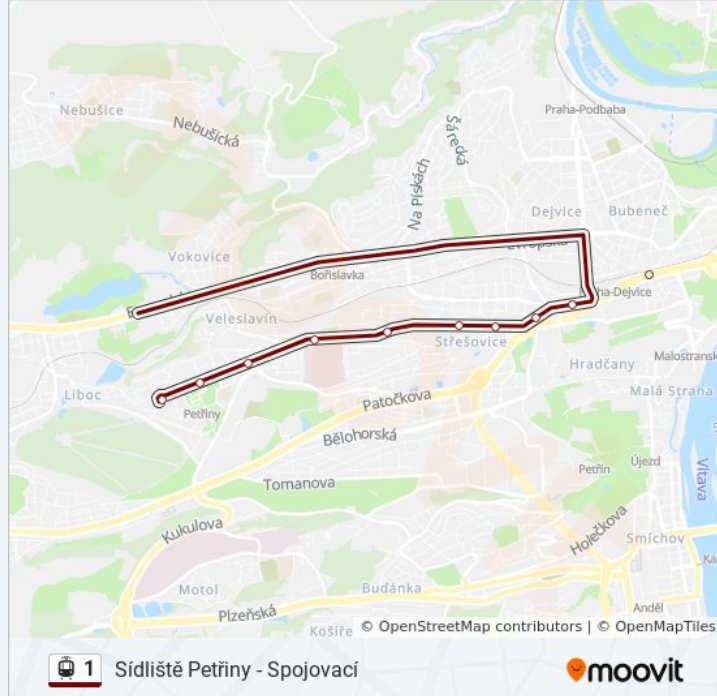 Nebušice
Nebušická
Praha-Podbaba
Šárecká
Na Pískách
Dejvice
Bubeneč
Vokovice
Bořislavka
Evropská
ha-Dejvice
Veleslavín
Střešovice
Malostransk
Hradčany
Liboc
Malá Strana
Petřiny
Patočkova
Bělohorská
Petřín
Újezd
Vltava
Tomanova
Kukulova
Holečkova
Smíchov
Motol
Buďánka
Plzeňská
Anděl
Košíře
© OpenStreetMap contributors | © OpenMapTiles
1 Sídliště Petřiny - Spojovací
moovit